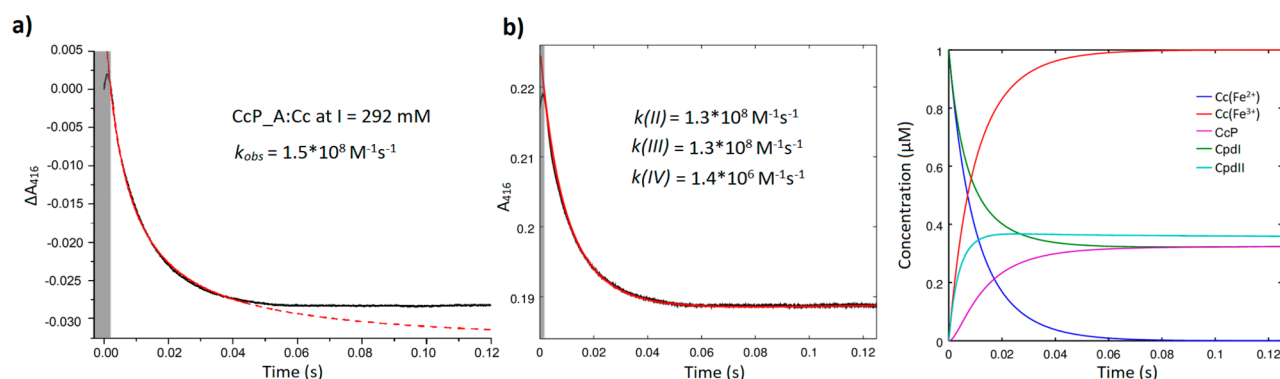 a)
0.005
0.000
-0.005
-0.010
-0.015
-0.020
-0.025
-0.030
ΔA416
CcP_A:Cc at I = 292 mM
kobs = 1.5*10^8 M^-1s^-1
0.00
0.02
0.04
0.06
0.08
0.10
0.12
Time (s)
b)
0.22
0.21
0.2
0.19
A416
k(II) = 1.3*10^8 M^-1s^-1
k(III) = 1.3*10^8 M^-1s^-1
k(IV) = 1.4*10^6 M^-1s^-1
0
0.02
0.04
0.06
0.08
0.1
0.12
Time (s)
1
0.8
0.6
0.4
0.2
0
Concentration (μM)
Cc(Fe2+)
Cc(Fe3+)
CcP
CpdI
CpdII
0
0.02
0.04
0.06
0.08
0.1
0.12
Time (s)